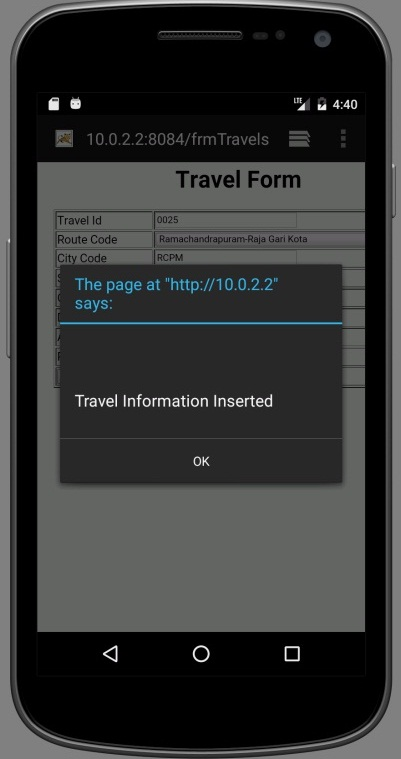 LTE 4:40
10.0.2.2:8084/frmTravels
Travel Form
Travel Id 0025
Route Code Ramachandrapuram-Raja Gari Kota
City Code RCPM
The page at "http://10.0.2.2"
says:
Travel Information Inserted
OK